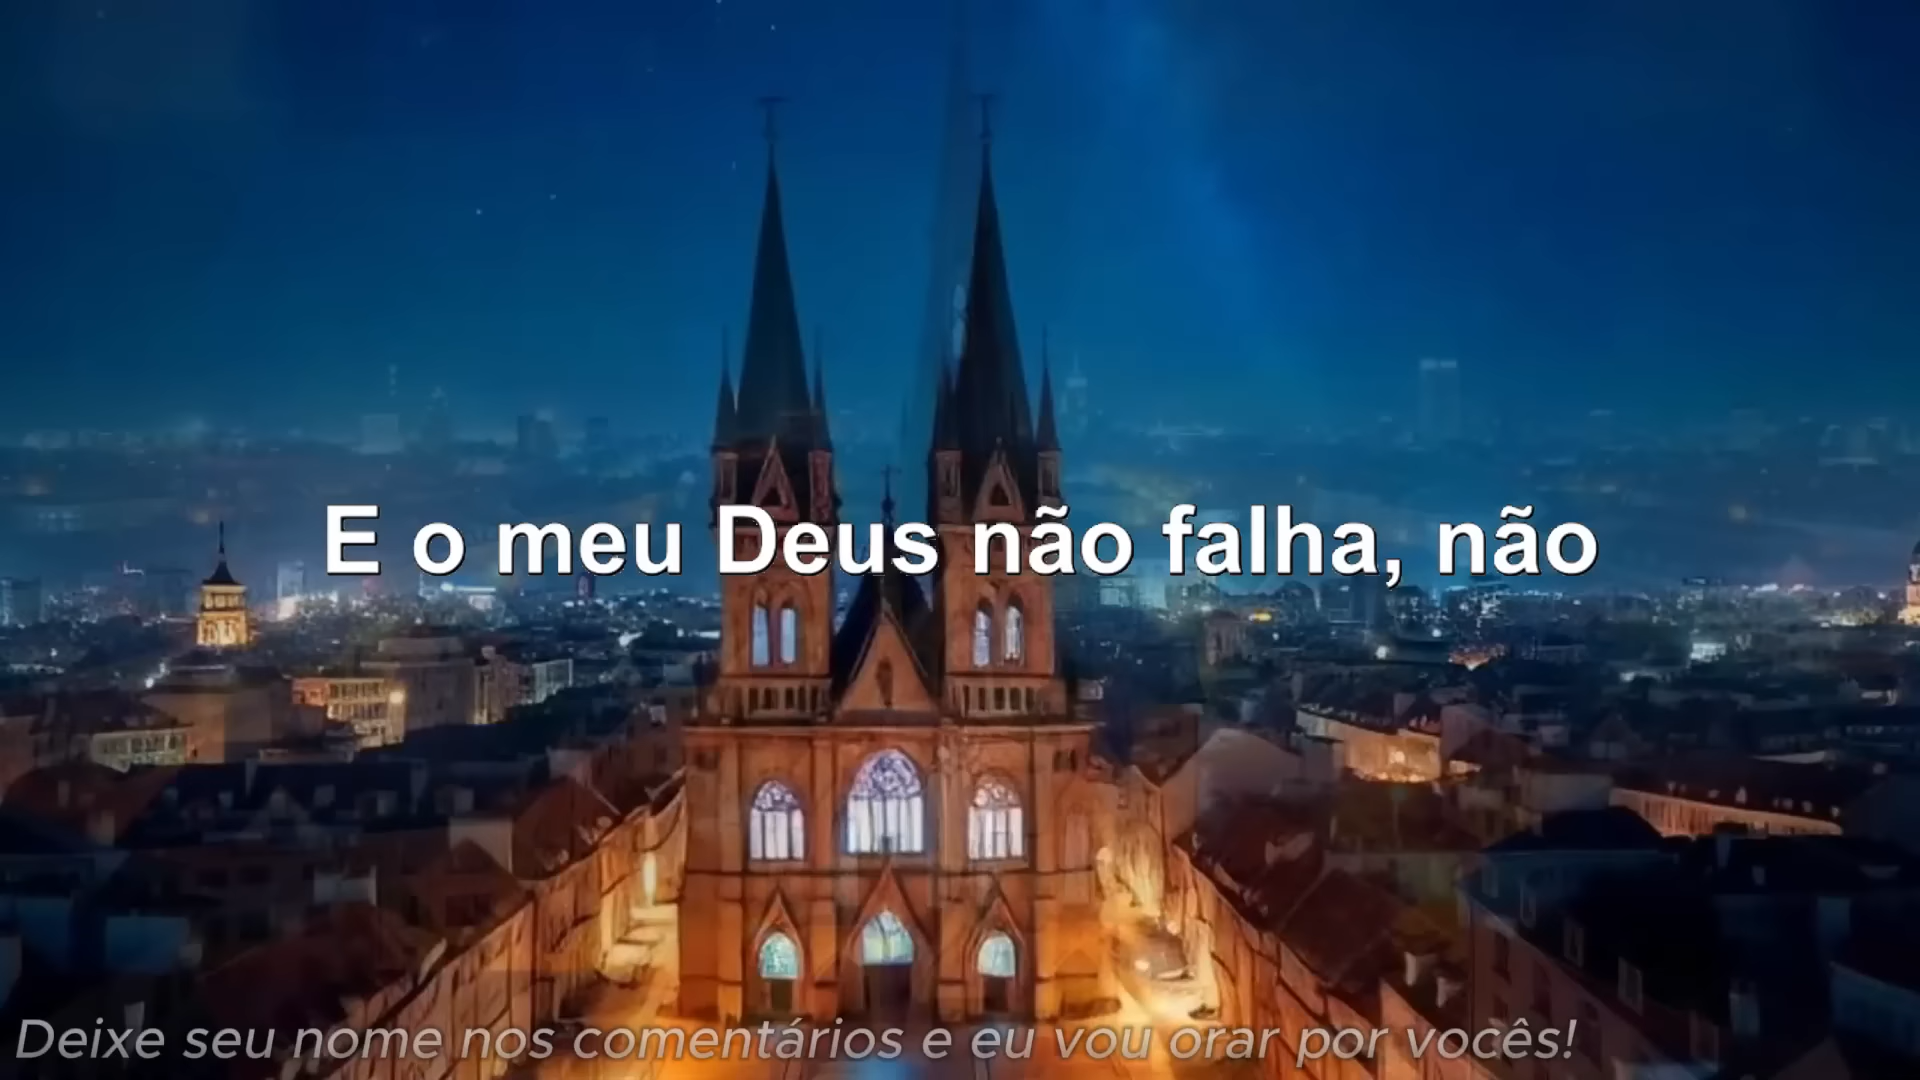 E o meu Deus não falha, não
Deixe seu nome nos comentários e eu vou orar por vocês!